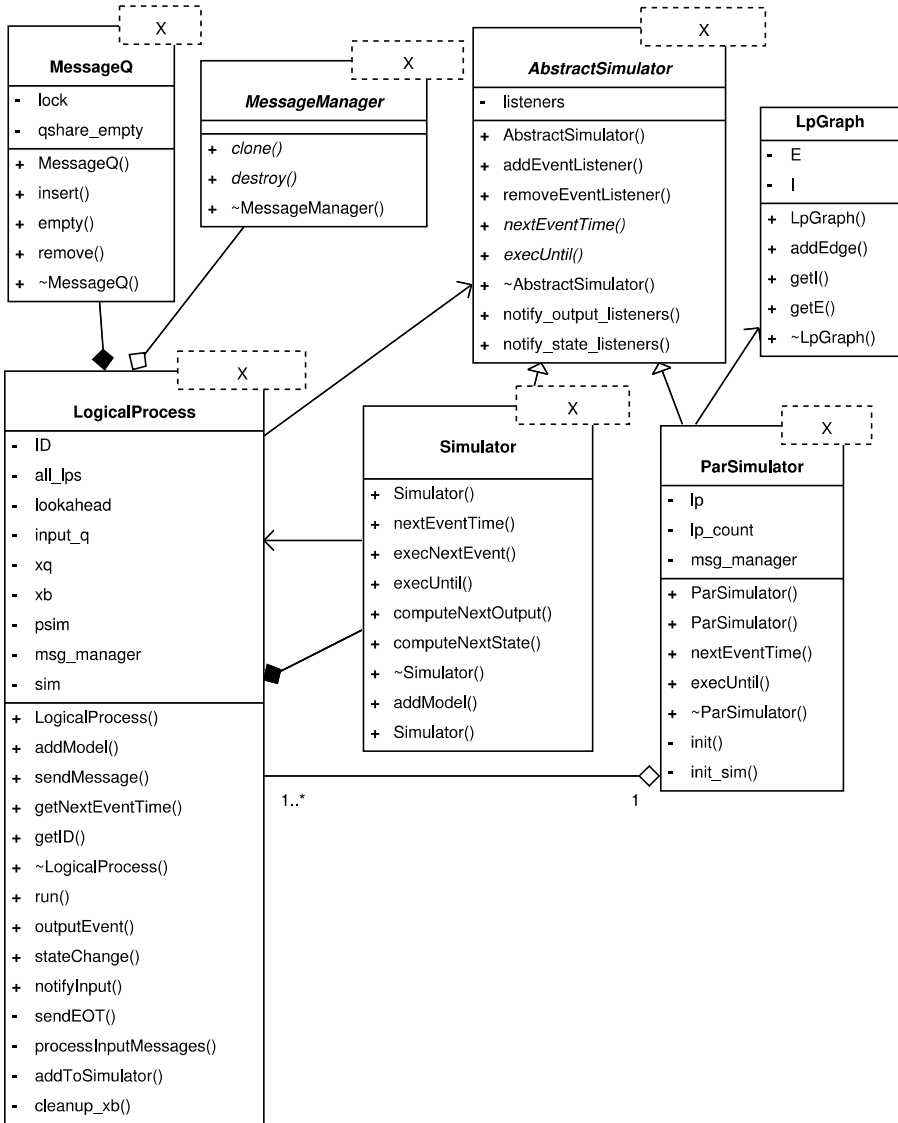 X
MessageQ
- lock
- qshare_empty
+ MessageQ()
+ insert()
+ empty()
+ remove()
+ ~MessageQ()
X
MessageManager
+ clone()
+ destroy()
+ ~MessageManager()
X
AbstractSimulator
- listeners
+ AbstractSimulator()
+ addEventListener()
+ removeEventListener()
+ nextEventTime()
+ execUntil()
+ ~AbstractSimulator()
+ notify_output_listeners()
+ notify_state_listeners()
LpGraph
- E
- I
+ LpGraph()
+ addEdge()
+ getI()
+ getE()
+ ~LpGraph()
X
LogicalProcess
- ID
- all_lps
- lookahead
- input_q
- xq
- xb
- psim
- msg_manager
- sim
+ LogicalProcess()
+ addModel()
+ sendMessage()
+ getNextEventTime()
+ getID()
+ ~LogicalProcess()
+ run()
+ outputEvent()
+ stateChange()
+ notifyInput()
- sendEOT()
- processInputMessages()
- addToSimulator()
- cleanup_xb()
X
Simulator
+ Simulator()
+ nextEventTime()
+ execNextEvent()
+ execUntil()
+ computeNextOutput()
+ computeNextState()
+ ~Simulator()
+ addModel()
+ Simulator()
X
ParSimulator
- lp
- lp_count
- msg_manager
+ ParSimulator()
+ ParSimulator()
+ nextEventTime()
+ execUntil()
+ ~ParSimulator()
- init()
- init_sim()
1..*
1